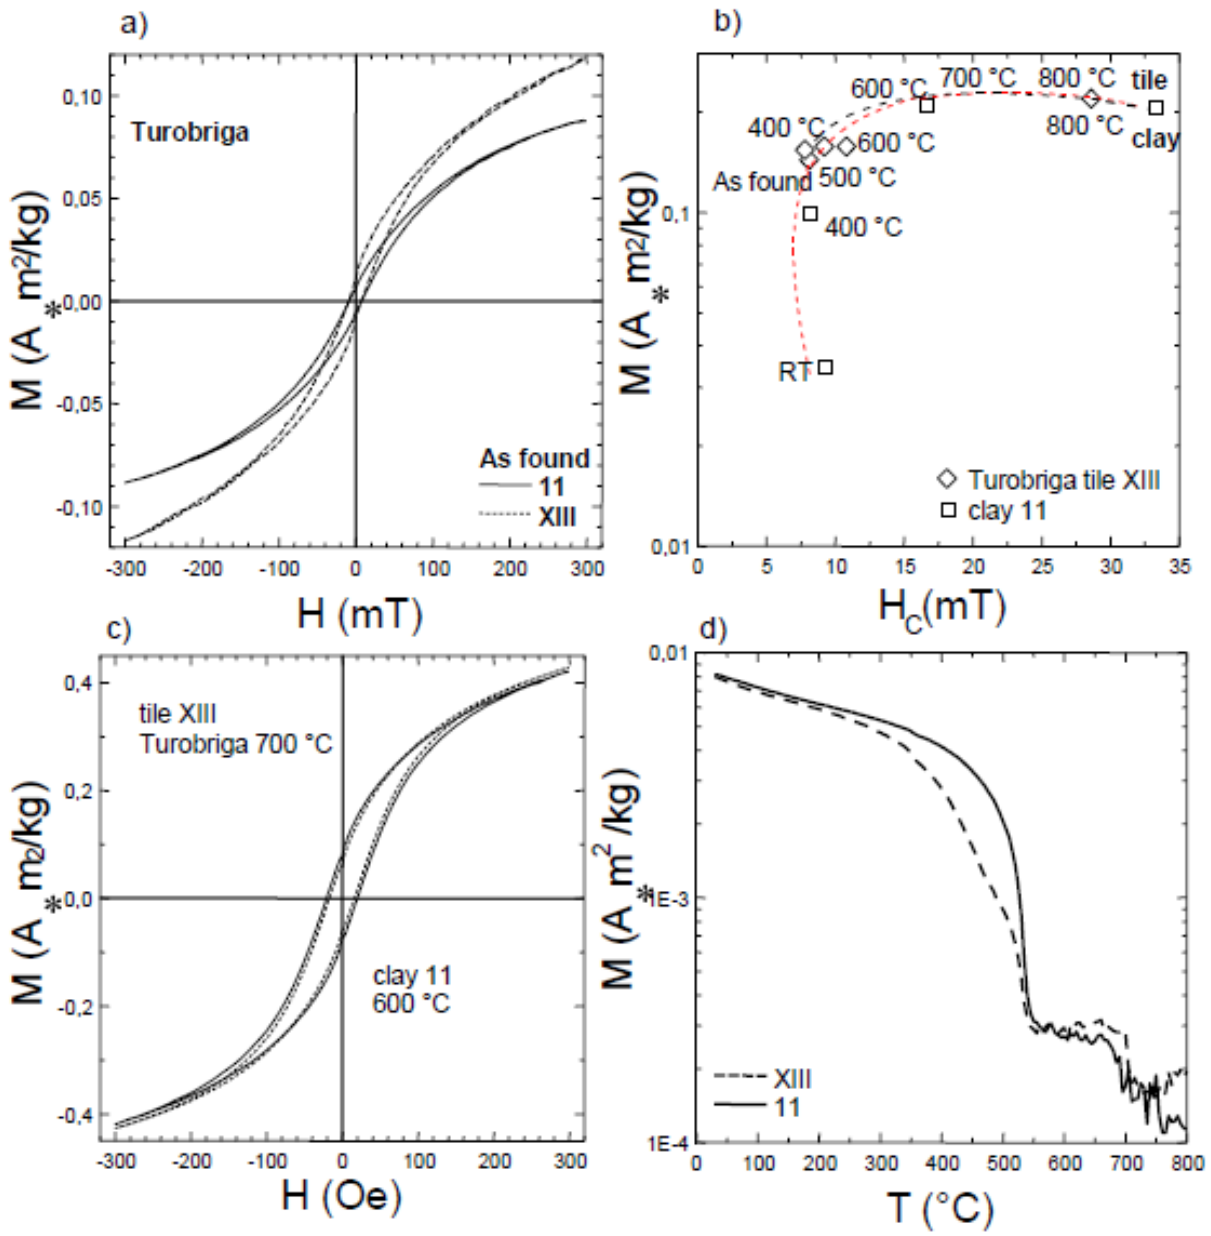 a)
0,10
0,05
0,00
-0,05
-0,10
M (A * m²/kg)
Turobriga
As found
11
XIII
-300 -200 -100 0 100 200 300
H (mT)
b)
0,1
0,01
M (A * m²/kg)
600 °C 700 °C 800 °C tile
400 °C
600 °C 800 °C clay
As found 500 °C
400 °C
RT
Turobriga tile XIII
clay 11
0 5 10 15 20 25 30 35
H_C(mT)
c)
0,4
0,2
0,0
-0,2
-0,4
M (A * m2/kg)
tile XIII
Turobriga 700 °C
clay 11
600 °C
-300 -200 -100 0 100 200 300
H (Oe)
d)
0,01
1E-3
1E-4
M (A * m²/kg)
XIII
11
0 100 200 300 400 500 600 700 800
T (°C)